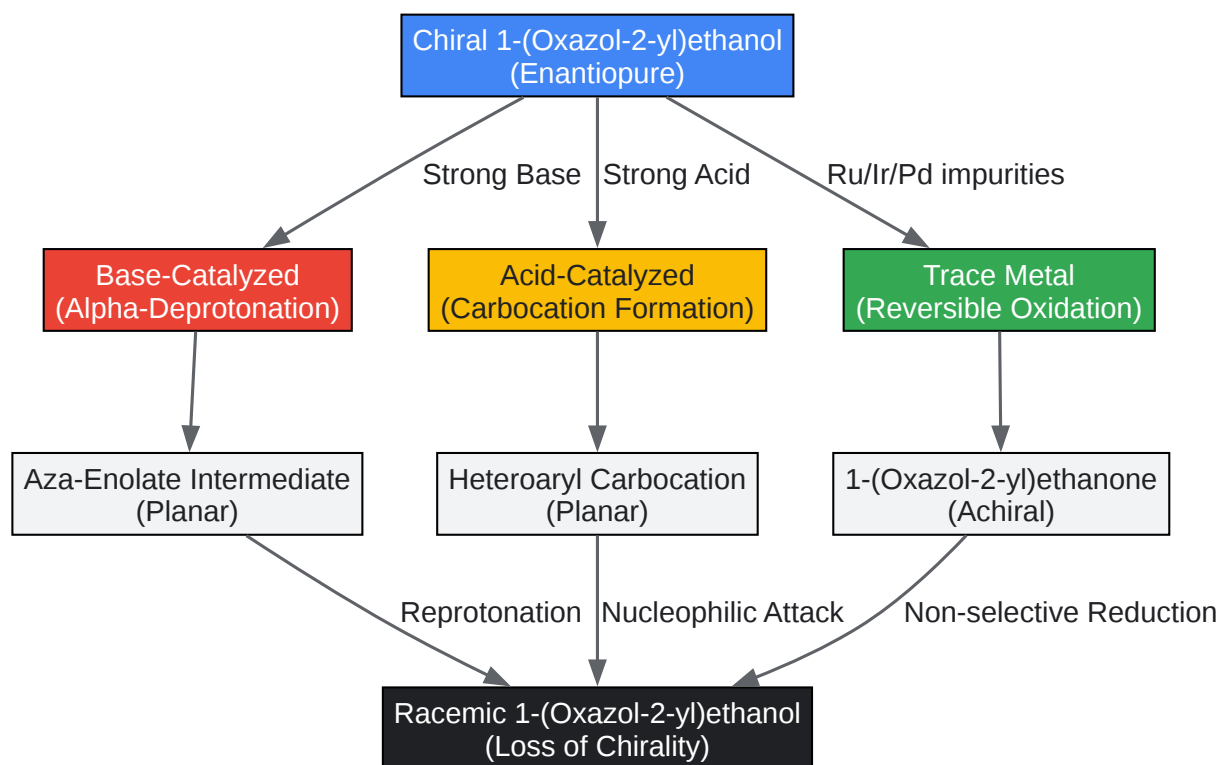 Chiral 1-(Oxazol-2-yl)ethanol
(Enantiopure)
Strong Base
Strong Acid
Ru/Ir/Pd impurities
Base-Catalyzed
(Alpha-Deprotonation)
Acid-Catalyzed
(Carbocation Formation)
Trace Metal
(Reversible Oxidation)
Aza-Enolate Intermediate
(Planar)
Heteroaryl Carbocation
(Planar)
1-(Oxazol-2-yl)ethanone
(Achiral)
Reprotonation
Nucleophilic Attack
Non-selective Reduction
Racemic 1-(Oxazol-2-yl)ethanol
(Loss of Chirality)